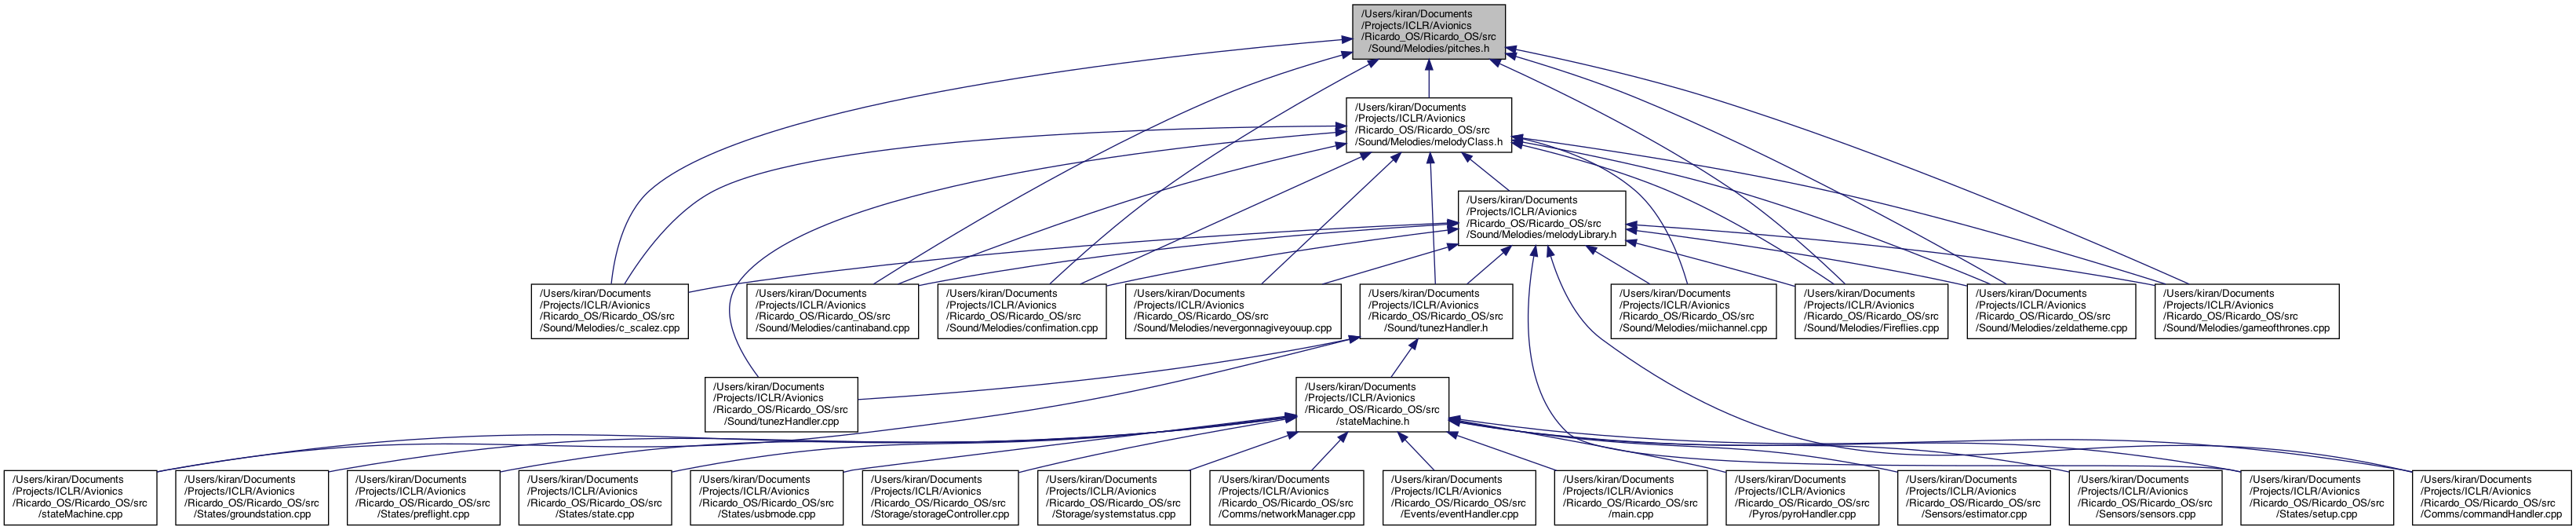 /Users/kiran/Documents
/Projects/ICLR/Avionics
/Ricardo_OS/Ricardo_OS/src
/Sound/Melodies/pitches.h
/Users/kiran/Documents
/Projects/ICLR/Avionics
/Ricardo_OS/Ricardo_OS/src
/Sound/Melodies/melodyClass.h
/Users/kiran/Documents
/Projects/ICLR/Avionics
/Ricardo_OS/Ricardo_OS/src
/Sound/Melodies/melodyLibrary.h
/Users/kiran/Documents
/Projects/ICLR/Avionics
/Ricardo_OS/Ricardo_OS/src
/Sound/Melodies/c_scalez.cpp
/Users/kiran/Documents
/Projects/ICLR/Avionics
/Ricardo_OS/Ricardo_OS/src
/Sound/Melodies/cantinaband.cpp
/Users/kiran/Documents
/Projects/ICLR/Avionics
/Ricardo_OS/Ricardo_OS/src
/Sound/Melodies/confimation.cpp
/Users/kiran/Documents
/Projects/ICLR/Avionics
/Ricardo_OS/Ricardo_OS/src
/Sound/Melodies/nevergonnagiveyouup.cpp
/Users/kiran/Documents
/Projects/ICLR/Avionics
/Ricardo_OS/Ricardo_OS/src
/Sound/tunezHandler.h
/Users/kiran/Documents
/Projects/ICLR/Avionics
/Ricardo_OS/Ricardo_OS/src
/Sound/Melodies/miichannel.cpp
/Users/kiran/Documents
/Projects/ICLR/Avionics
/Ricardo_OS/Ricardo_OS/src
/Sound/Melodies/Fireflies.cpp
/Users/kiran/Documents
/Projects/ICLR/Avionics
/Ricardo_OS/Ricardo_OS/src
/Sound/Melodies/zeldatheme.cpp
/Users/kiran/Documents
/Projects/ICLR/Avionics
/Ricardo_OS/Ricardo_OS/src
/Sound/Melodies/gameofthrones.cpp
/Users/kiran/Documents
/Projects/ICLR/Avionics
/Ricardo_OS/Ricardo_OS/src
/Sound/tunezHandler.cpp
/Users/kiran/Documents
/Projects/ICLR/Avionics
/Ricardo_OS/Ricardo_OS/src
/stateMachine.h
/Users/kiran/Documents
/Projects/ICLR/Avionics
/Ricardo_OS/Ricardo_OS/src
/stateMachine.cpp
/Users/kiran/Documents
/Projects/ICLR/Avionics
/Ricardo_OS/Ricardo_OS/src
/States/groundstation.cpp
/Users/kiran/Documents
/Projects/ICLR/Avionics
/Ricardo_OS/Ricardo_OS/src
/States/preflight.cpp
/Users/kiran/Documents
/Projects/ICLR/Avionics
/Ricardo_OS/Ricardo_OS/src
/States/state.cpp
/Users/kiran/Documents
/Projects/ICLR/Avionics
/Ricardo_OS/Ricardo_OS/src
/States/usbmode.cpp
/Users/kiran/Documents
/Projects/ICLR/Avionics
/Ricardo_OS/Ricardo_OS/src
/Storage/storageController.cpp
/Users/kiran/Documents
/Projects/ICLR/Avionics
/Ricardo_OS/Ricardo_OS/src
/Storage/systemstatus.cpp
/Users/kiran/Documents
/Projects/ICLR/Avionics
/Ricardo_OS/Ricardo_OS/src
/Comms/networkManager.cpp
/Users/kiran/Documents
/Projects/ICLR/Avionics
/Ricardo_OS/Ricardo_OS/src
/Events/eventHandler.cpp
/Users/kiran/Documents
/Projects/ICLR/Avionics
/Ricardo_OS/Ricardo_OS/src
/main.cpp
/Users/kiran/Documents
/Projects/ICLR/Avionics
/Ricardo_OS/Ricardo_OS/src
/Pyros/pyroHandler.cpp
/Users/kiran/Documents
/Projects/ICLR/Avionics
/Ricardo_OS/Ricardo_OS/src
/Sensors/estimator.cpp
/Users/kiran/Documents
/Projects/ICLR/Avionics
/Ricardo_OS/Ricardo_OS/src
/Sensors/sensors.cpp
/Users/kiran/Documents
/Projects/ICLR/Avionics
/Ricardo_OS/Ricardo_OS/src
/States/setup.cpp
/Users/kiran/Documents
/Projects/ICLR/Avionics
/Ricardo_OS/Ricardo_OS/src
/Comms/commandHandler.cpp